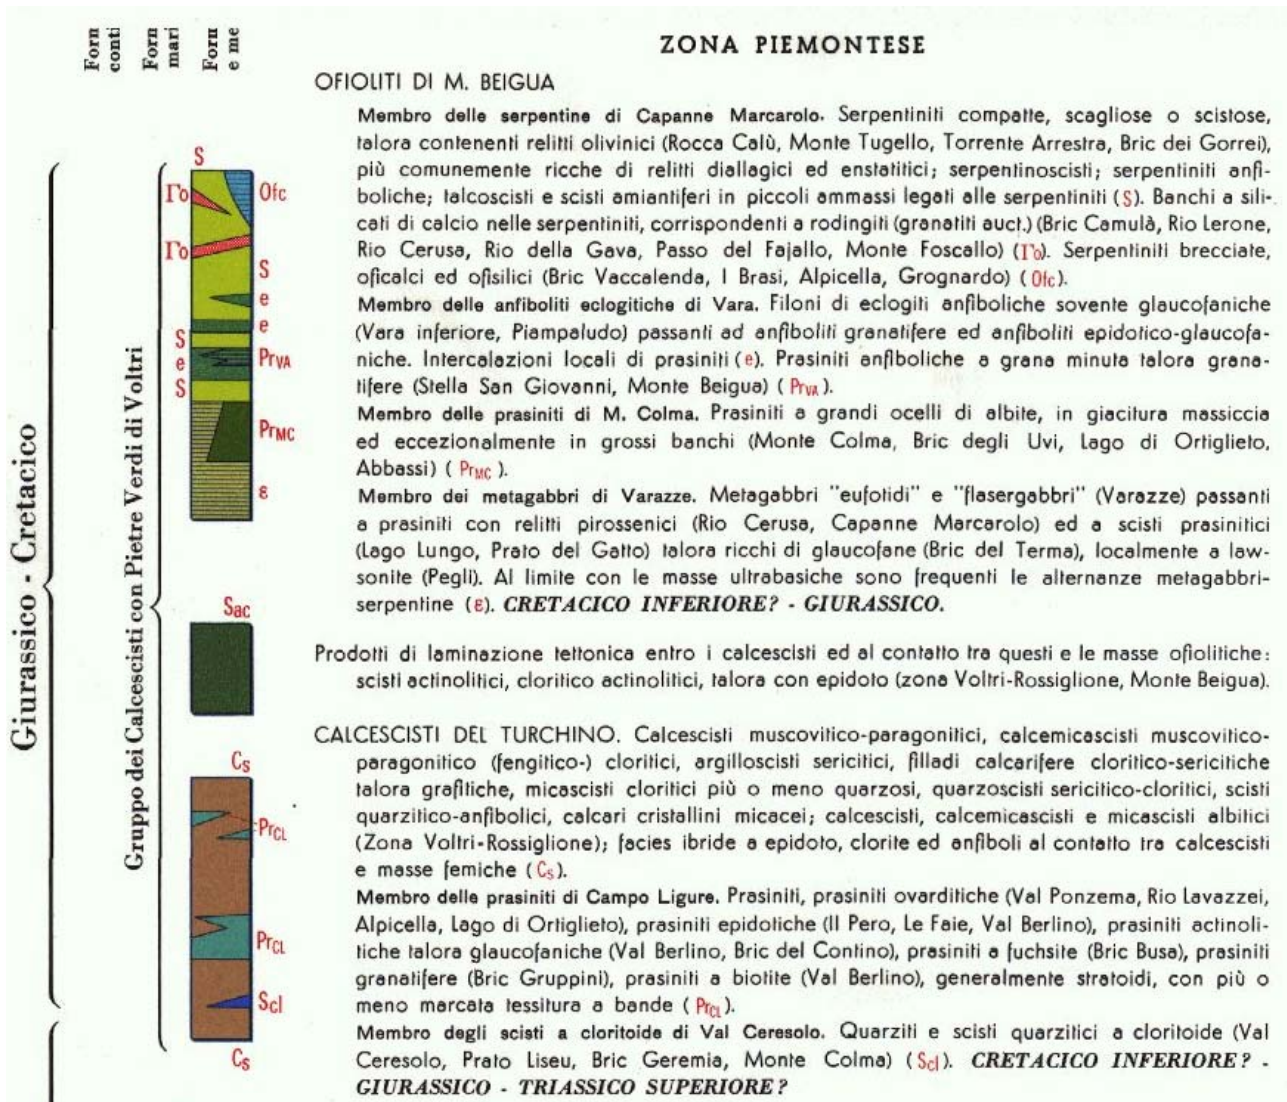 Form
conti
Form
mari
Form
e me
ZONA PIEMONTESE
OFIOLITI DI M. BEIGUA
Membro delle serpentine di Capanne Marcarolo. Serpentiniti compatte, scagliose o scistose,
talora contenenti relitti olivinici (Rocca Calù, Monte Tugello, Torrente Arrestra, Bric dei Gorrei),
più comunemente ricche di relitti diallagici ed enstatitici; serpentinoscisti; serpentiniti anfi-
boliche; talcoscisti e scisti amiantiferi in piccoli ammassi legati alle serpentiniti (S). Banchi a sili-
cati di calcio nelle serpentiniti, corrispondenti a rodingiti (granatiti auct.) (Bric Camulà, Rio Lerone,
Rio Cerusa, Rio della Gava, Passo del Fajallo, Monte Foscallo) (Γo). Serpentiniti brecciate,
oficalci ed ofisilici (Bric Vaccalenda, I Brasi, Alpicella, Grognardo) (Ofc).
Membro delle anfiboliti eclogitiche di Vara. Filoni di eclogiti anfiboliche sovente glaucofaniche
(Vara inferiore, Piampaludo) passanti ad anfiboliti granatifere ed anfiboliti epidotico-glaucofa-
niche. Intercalazioni locali di prasiniti (e). Prasiniti anfiboliche a grana minuta talora grana-
tifere (Stella San Giovanni, Monte Beigua) (PrVA).
Membro delle prasiniti di M. Colma. Prasiniti a grandi ocelli di albite, in giacitura massiccia
ed eccezionalmente in grossi banchi (Monte Colma, Bric degli Uvi, Lago di Ortiglieto,
Abbassi) (PrMC).
Membro dei metagabbri di Varazze. Metagabbri "eufotidi" e "flasergabbri" (Varazze) passanti
a prasiniti con relitti pirossenici (Rio Cerusa, Capanne Marcarolo) ed a scisti prasinitici
(Lago Lungo, Prato del Gatto) talora ricchi di glaucofane (Bric del Terma), localmente a law-
sonite (Pegli). Al limite con le masse ultrabasiche sono frequenti le alternanze metagabbri-
serpentine (ε). CRETACICO INFERIORE? - GIURASSICO.
Prodotti di laminazione tettonica entro i calcescisti ed al contatto tra questi e le masse ofiolitiche:
scisti actinolitici, cloritico actinolitici, talora con epidoto (zona Voltri-Rossiglione, Monte Beigua).
CALCESCISTI DEL TURCHINO. Calcescisti muscovitico-paragonitici, calcemicascisti muscovitico-
paragonitico (fengitico-) cloritici, argilloscisti sericitici, filladi calcarifere cloritico-sericitiche
talora grafitiche, micascisti cloritici più o meno quarzosi, quarzoscisti sericitico-cloritici, scisti
quarzitico-anfibolici, calcari cristallini micacei; calcescisti, calcemicascisti e micascisti albitici
(Zona Voltri-Rossiglione); facies ibride a epidoto, clorite ed anfiboli al contatto tra calcescisti
e masse femiche (Cs).
Membro delle prasiniti di Campo Ligure. Prasiniti, prasiniti ovarditiche (Val Ponzema, Rio Lavazzei,
Alpicella, Lago di Ortiglieto), prasiniti epidotiche (Il Pero, Le Faie, Val Berlino), prasiniti actinoli-
tiche talora glaucofaniche (Val Berlino, Bric del Contino), prasiniti a fuchsite (Bric Busa), prasiniti
granatifere (Bric Gruppini), prasiniti a biotite (Val Berlino), generalmente stratoidi, con più o
meno marcata tessitura a bande (PrCL).
Membro degli scisti a cloritoide di Val Ceresolo. Quarziti e scisti quarzitici a cloritoide (Val
Ceresolo, Prato Liseu, Bric Geremia, Monte Colma) (Scl). CRETACICO INFERIORE? -
GIURASSICO - TRIASSICO SUPERIORE?
Giurassico - Cretacico
Gruppo dei Calcescisti con Pietre Verdi di Voltri
S
Γo
Ofc
Γo
S
e
e
S
e
PrVA
S
PrMC
ε
Sac
Cs
PrCL
PrCL
Scl
Cs